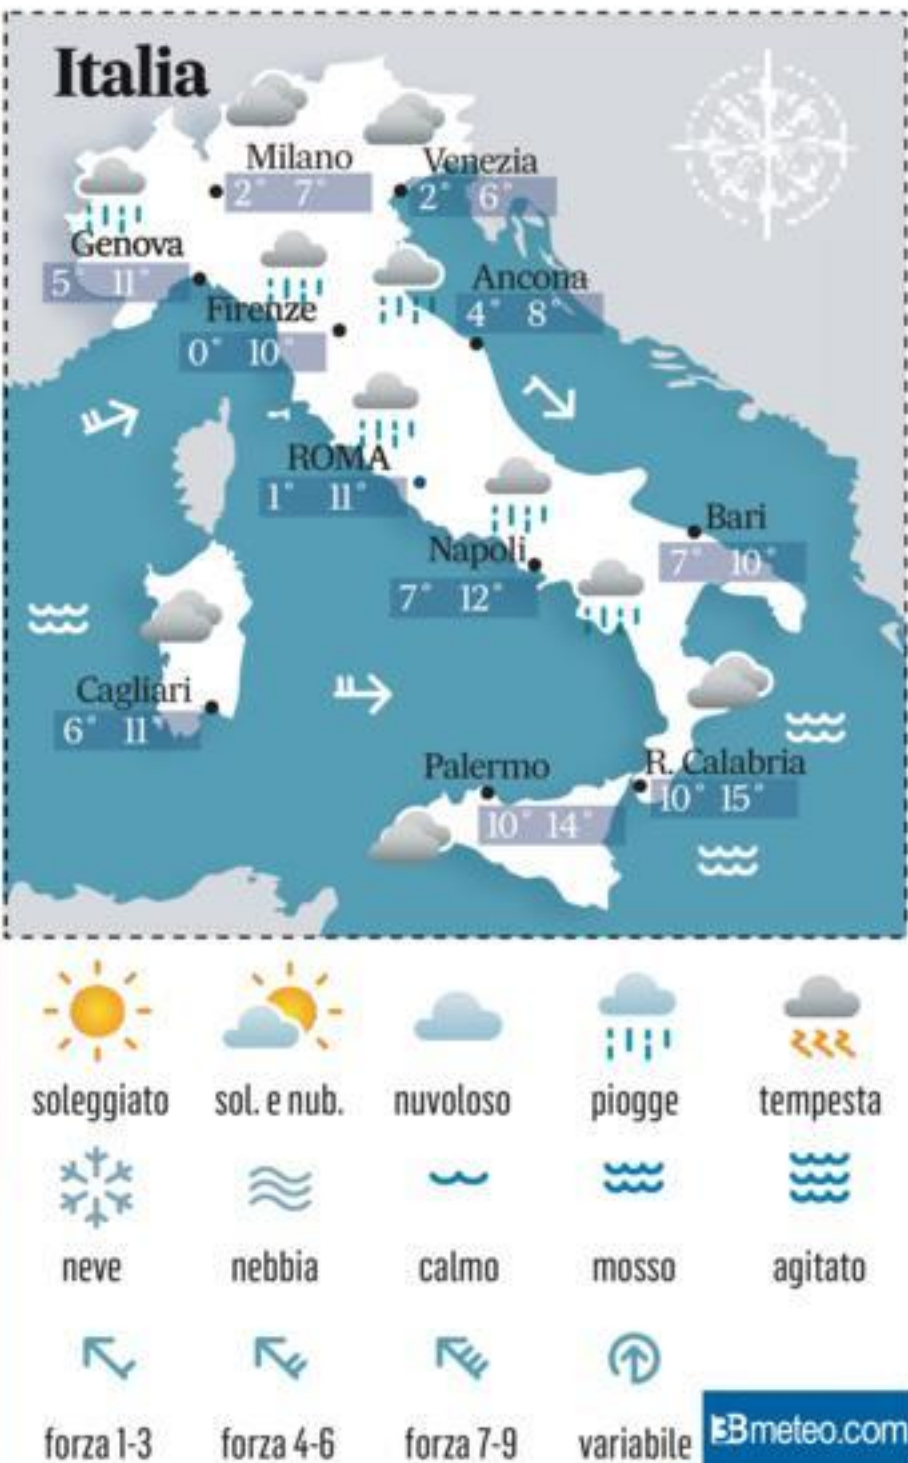 Italia
Milano
2° 7°
Venezia
2° 6°
Genova
5° 11°
Ancona
4° 8°
Firenze
0° 10°
ROMA
1° 11°
Bari
7° 10°
Napoli
7° 12°
Cagliari
6° 11°
Palermo
10° 14°
R. Calabria
10° 15°
soleggiato sol. e nub. nuvoloso piogge tempesta
neve nebbia calmo mosso agitato
forza 1-3 forza 4-6 forza 7-9 variabile
3Bmeteo.com